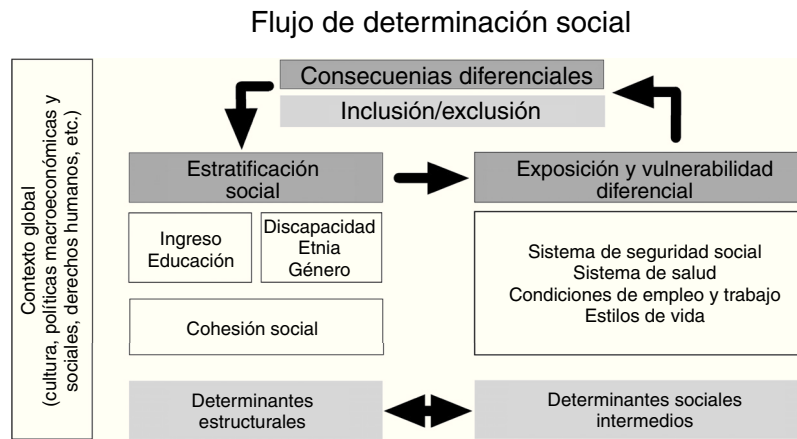 Flujo de determinación social
Contexto global
(cultura, políticas macroeconómicas y
sociales, derechos humanos, etc.)
Consecuenias diferenciales
Inclusión/exclusión
Estratificación
social
Exposición y vulnerabilidad
diferencial
Ingreso
Educación
Discapacidad
Etnia
Género
Cohesión social
Sistema de seguridad social
Sistema de salud
Condiciones de empleo y trabajo
Estilos de vida
Determinantes
estructurales
Determinantes sociales
intermedios